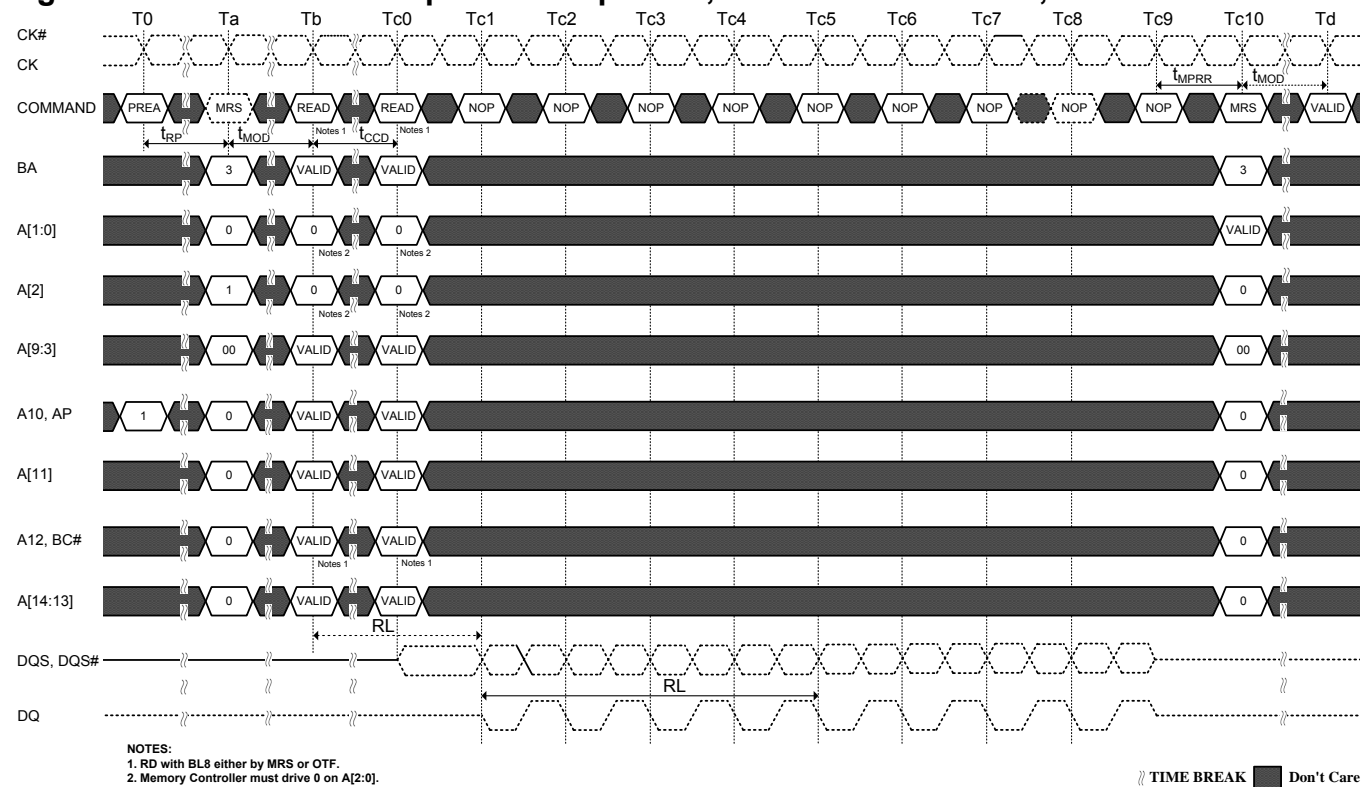 T0 Ta Tb Tc0 Tc1 Tc2 Tc3 Tc4 Tc5 Tc6 Tc7 Tc8 Tc9 Tc10 Td
CK#
CK
tMPRR tMOD
COMMAND PREA MRS READ READ NOP NOP NOP NOP NOP NOP NOP NOP NOP MRS VALID
Notes 1 Notes 1
tRP tMOD tCCD
BA 3 VALID VALID 3
A[1:0] 0 0 0 VALID
Notes 2 Notes 2
A[2] 1 0 0 0
Notes 2 Notes 2
A[9:3] 00 VALID VALID 00
A10, AP 1 0 VALID VALID 0
A[11] 0 VALID VALID 0
A12, BC# 0 VALID VALID 0
Notes 1 Notes 1
A[14:13] 0 VALID VALID 0
RL
DQS, DQS#
RL
DQ
NOTES:
1. RD with BL8 either by MRS or OTF.
2. Memory Controller must drive 0 on A[2:0].
TIME BREAK Don't Care